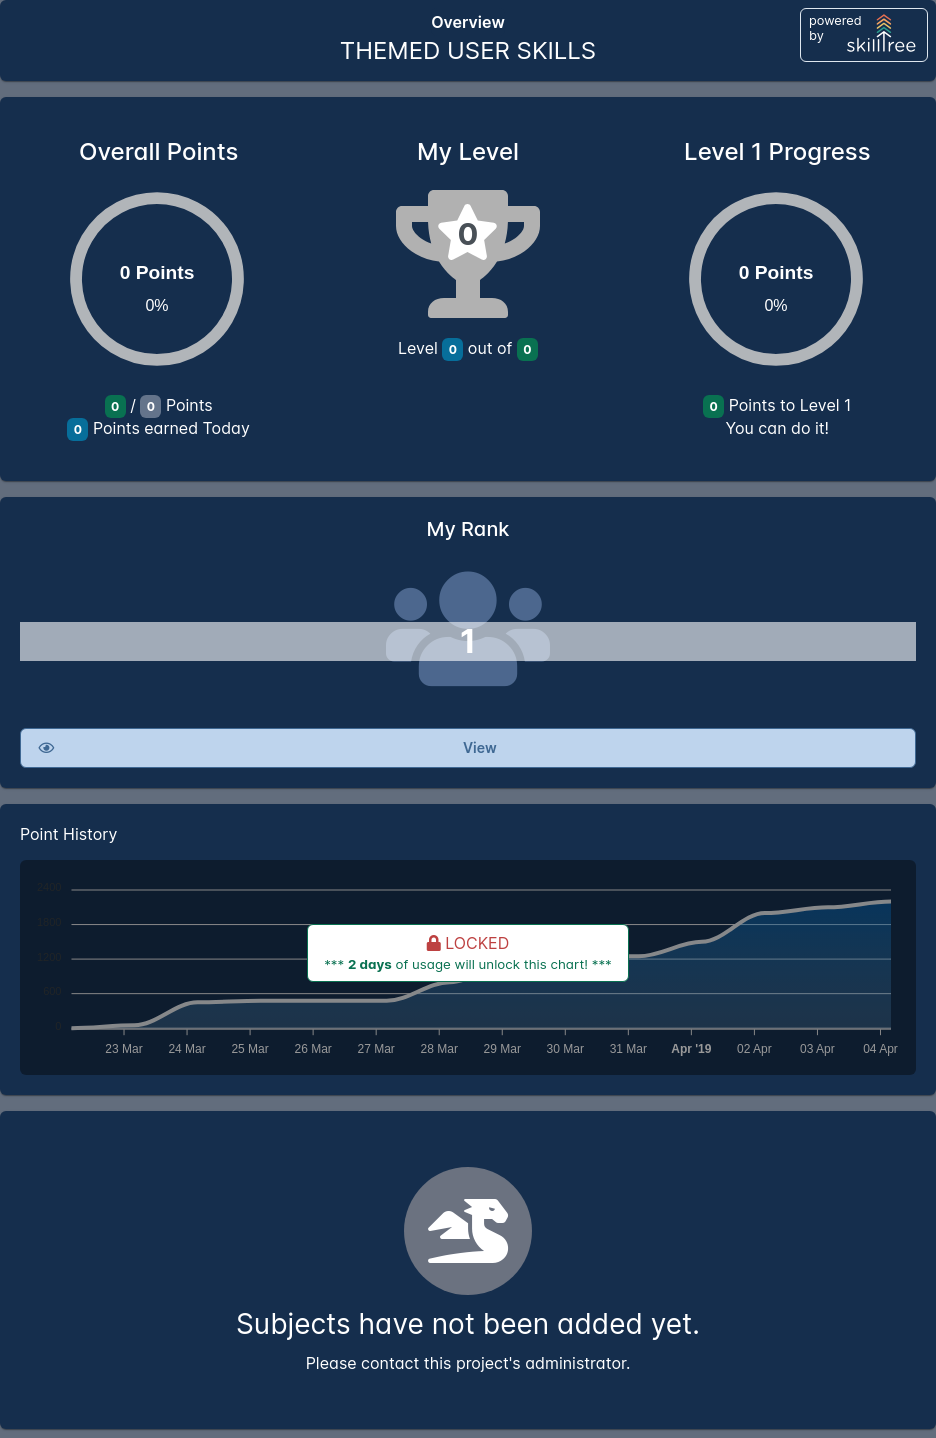 Overview
THEMED USER SKILLS
powered by
skilltree
Overall Points
0 Points
0%
0 / 0 Points
0 Points earned Today
My Level
0
Level 0 out of 0
Level 1 Progress
0 Points
0%
0 Points to Level 1
You can do it!
My Rank
1
View
Point History
2400
1800
1200
600
0
LOCKED
*** 2 days of usage will unlock this chart! ***
23 Mar 24 Mar 25 Mar 26 Mar 27 Mar 28 Mar 29 Mar 30 Mar 31 Mar Apr '19 02 Apr 03 Apr 04 Apr
Subjects have not been added yet.
Please contact this project's administrator.